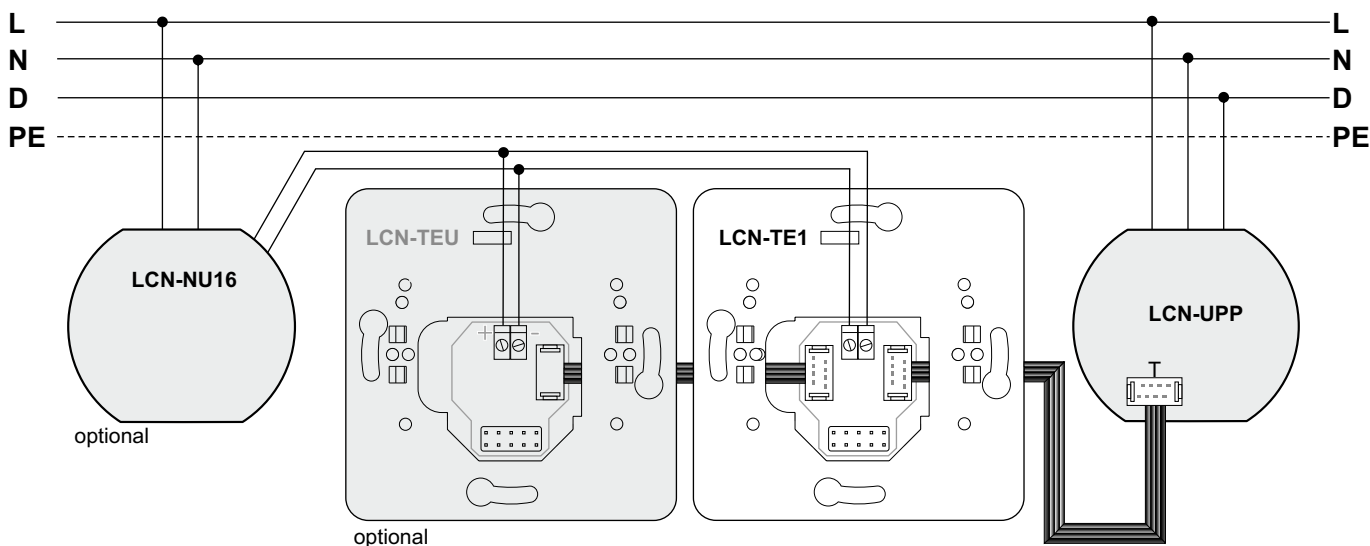 L L
N N
D D
PE PE
LCN-TEU
LCN-TE1
LCN-NU16
LCN-UPP
+ -
T
optional
optional